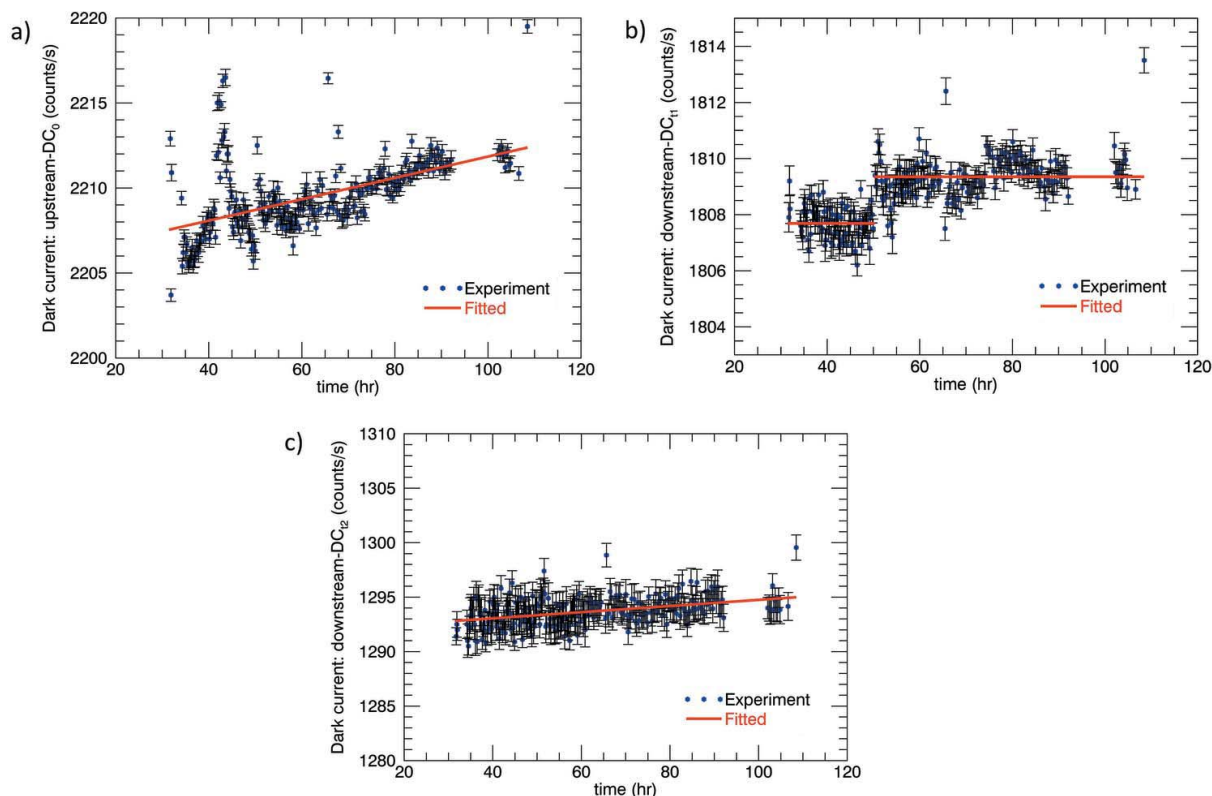 a)
Dark current: upstream-DC0 (counts/s)
2220
2215
2210
2205
2200
Experiment
Fitted
20 40 60 80 100 120
time (hr)
b)
Dark current: downstream-DCt1 (counts/s)
1814
1812
1810
1808
1806
1804
Experiment
Fitted
20 40 60 80 100 120
time (hr)
c)
Dark current: downstream-DCt2 (counts/s)
1310
1305
1300
1295
1290
1285
1280
Experiment
Fitted
20 40 60 80 100 120
time (hr)